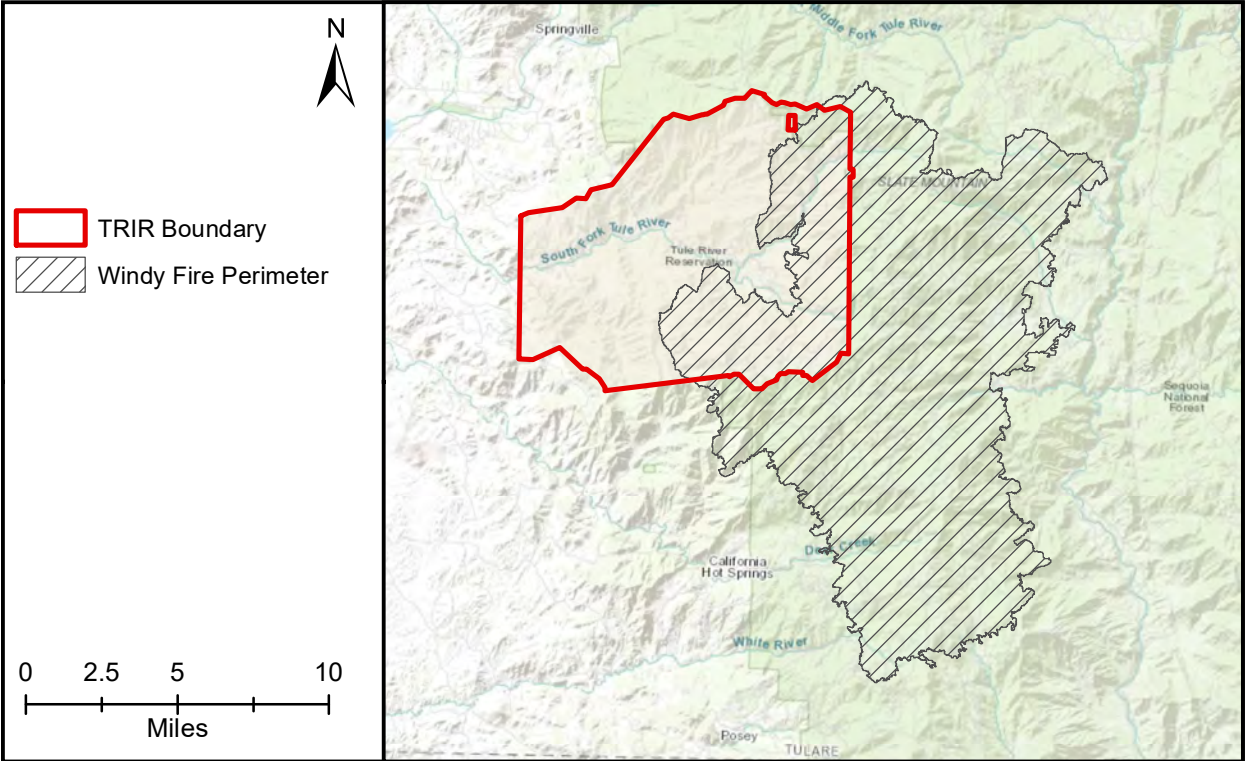 N
TRIR Boundary
Windy Fire Perimeter
0 2.5 5 10
Miles
Springville
Middle Fork Tule River
SLATE MOUNTAIN
South Fork Tule River
Tule River
Reservation
Sequoia
National
Forest
California
Hot Springs
Deer Creek
White River
Posey
TULARE